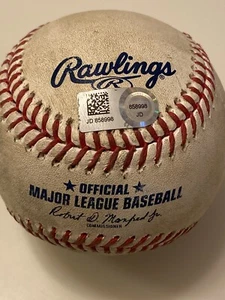 Rawlings
R
JD 858998
858998
JD
OFFICIAL
MAJOR LEAGUE BASEBALL
Robert D. Manfred Jr.
COMMISSIONER